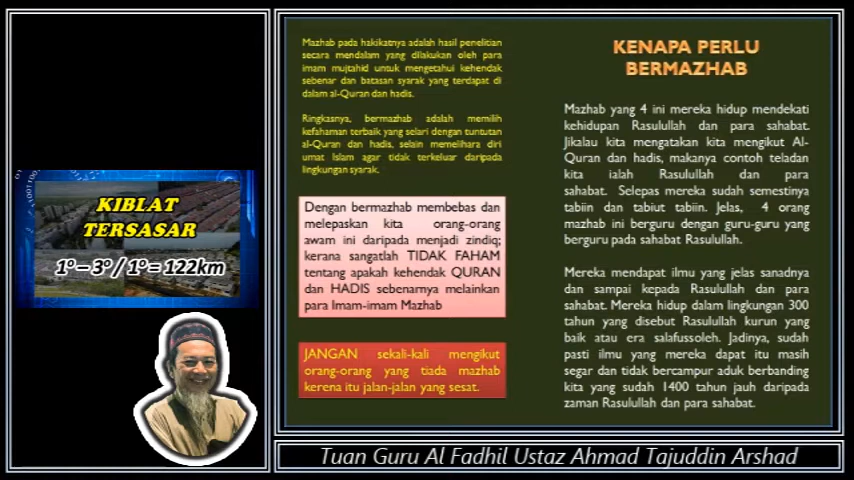 KIBLAT
TERSASAR
1° – 3° / 1° = 122km
Mazhab pada hakikatnya adalah hasil penelitian
secara mendalam yang dilakukan oleh para
imam mujtahid untuk mengetahui kehendak
sebenar dan batasan syarak yang terdapat di
dalam al-Quran dan hadis.
Ringkasnya, bermazhab adalah memilih
kefahaman terbaik yang selari dengan tuntutan
al-Quran dan hadis, selain memelihara diri
umat Islam agar tidak terkeluar daripada
lingkungan syarak.
Dengan bermazhab membebas dan
melepaskan kita orang-orang
awam ini daripada menjadi zindiq;
kerana sangatlah TIDAK FAHAM
tentang apakah kehendak QURAN
dan HADIS sebenarnya melainkan
para Imam-imam Mazhab
JANGAN sekali-kali mengikut
orang-orang yang tiada mazhab
kerena itu jalan-jalan yang sesat.
KENAPA PERLU
BERMAZHAB
Mazhab yang 4 ini mereka hidup mendekati
kehidupan Rasulullah dan para sahabat.
Jikalau kita mengatakan kita mengikut Al-
Quran dan hadis, makanya contoh teladan
kita ialah Rasulullah dan para
sahabat. Selepas mereka sudah semestinya
tabiin dan tabiut tabiin. Jelas, 4 orang
mazhab ini berguru dengan guru-guru yang
berguru pada sahabat Rasulullah.
Mereka mendapat ilmu yang jelas sanadnya
dan sampai kepada Rasulullah dan para
sahabat. Mereka hidup dalam lingkungan 300
tahun yang disebut Rasulullah kurun yang
baik atau era salafussoleh. Jadinya, sudah
pasti ilmu yang mereka dapat itu masih
segar dan tidak bercampur aduk berbanding
kita yang sudah 1400 tahun jauh daripada
zaman Rasulullah dan para sahabat.
Tuan Guru Al Fadhil Ustaz Ahmad Tajuddin Arshad